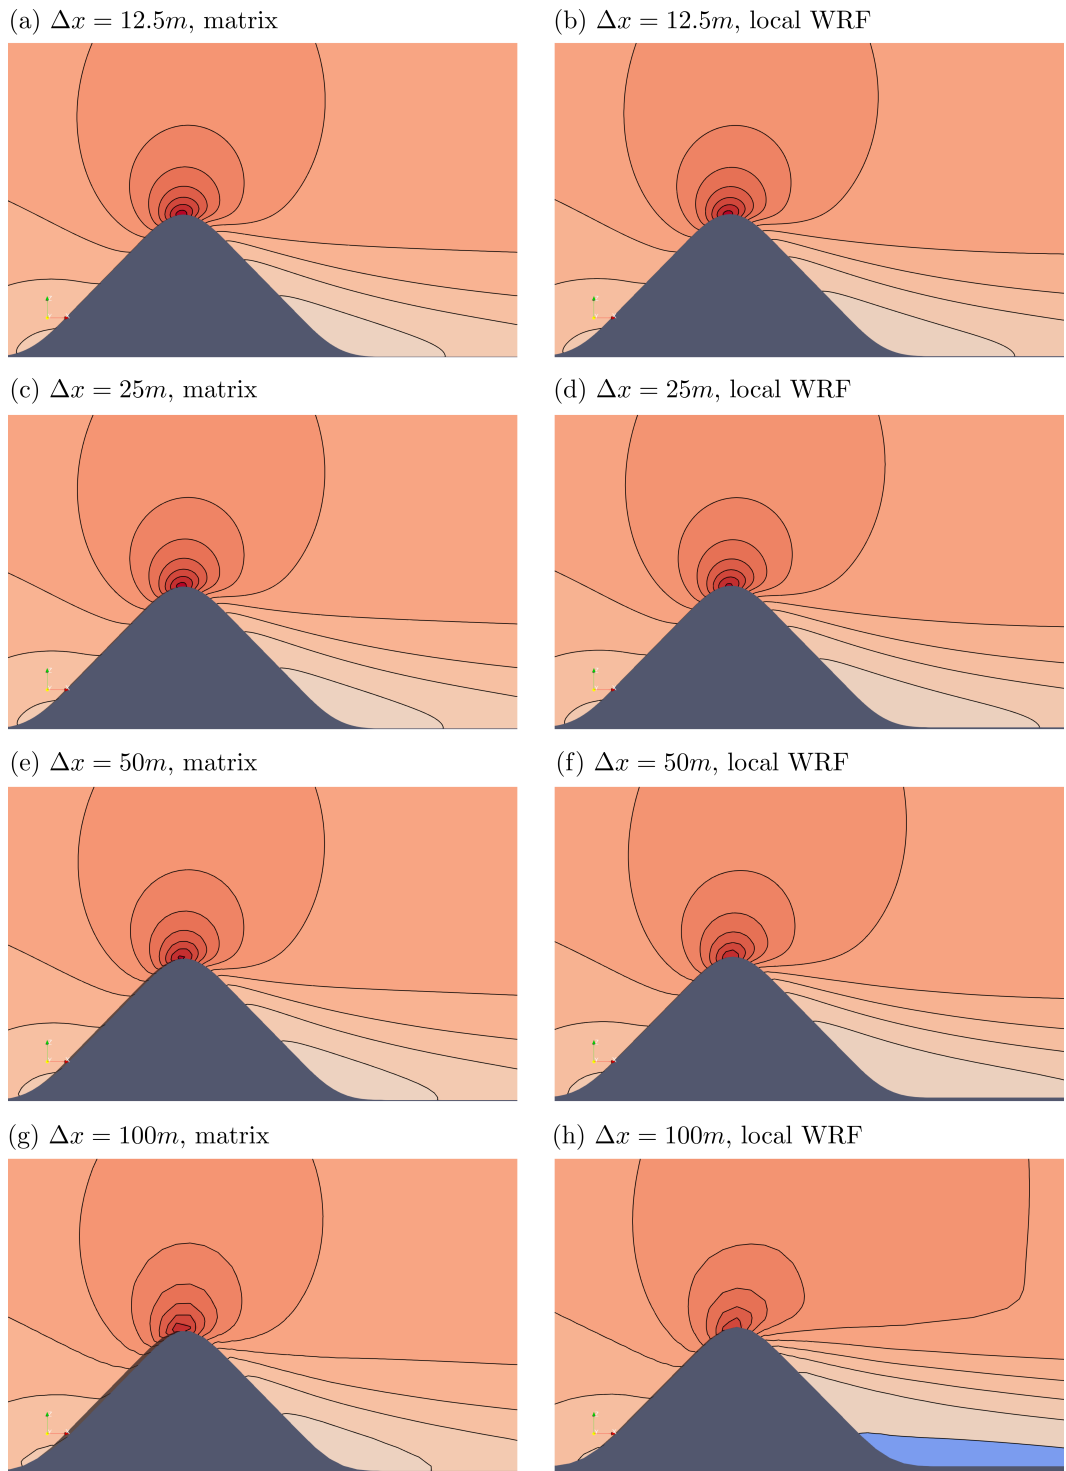 (a) Δx = 12.5m, matrix
(b) Δx = 12.5m, local WRF
(c) Δx = 25m, matrix
(d) Δx = 25m, local WRF
(e) Δx = 50m, matrix
(f) Δx = 50m, local WRF
(g) Δx = 100m, matrix
(h) Δx = 100m, local WRF